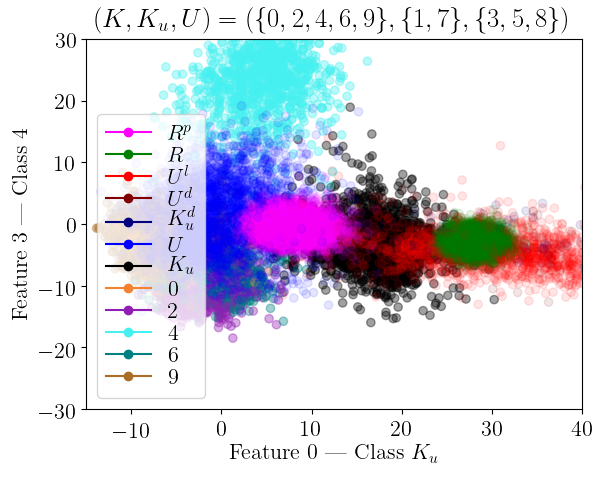 (K, K_u, U) = ({0, 2, 4, 6, 9}, {1, 7}, {3, 5, 8})
Feature 3 — Class 4
30
20
10
0
−10
−20
−30
R^p
R
U^l
U^d
K_u^d
U
K_u
0
2
4
6
9
−10
0
10
20
30
40
Feature 0 — Class K_u